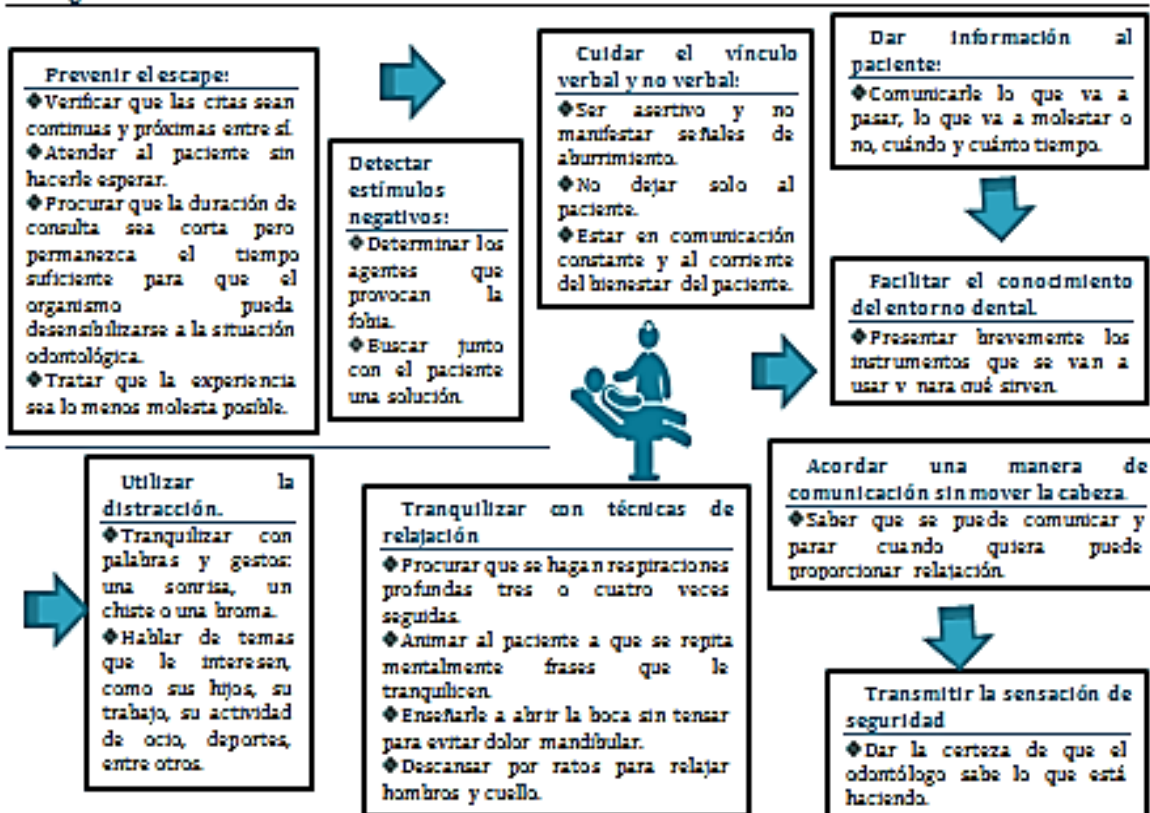 Prevenir el escape:
❖Verificar que las citas sean
continuas y próximas entre sí.
❖Atender al paciente sin
hacerle esperar.
❖Procurar que la duración de
consulta sea corta pero
permanezca el tiempo
suficiente para que el
organismo pueda
desensibilizarse a la situación
odontológica.
❖Tratar que la experiencia
sea lo menos molesta posible.
Detectar
estímulos
negativos:
❖Determinar los
agentes que
provocan la
fobia.
❖Buscar junto
con el paciente
una solución.
Cuidar el vínculo
verbal y no verbal:
❖Ser asertivo y no
manifestar señales de
aburrimiento.
❖No dejar solo al
paciente.
❖Estar en comunicación
constante y al corriente
del bienestar del paciente.
Dar información al
paciente:
❖Comunicarle lo que va a
pasar, lo que va a molestar o
no, cuándo y cuánto tiempo.
Facilitar el conocimiento
del entorno dental.
❖Presentar brevemente los
instrumentos que se van a
usar y para qué sirven.
Utilizar la
distracción.
❖Tranquilizar con
palabras y gestos:
una sonrisa, un
chiste o una broma.
❖Hablar de temas
que le interesen,
como sus hijos, su
trabajo, su actividad
de ocio, deportes,
entre otros.
Tranquilizar con técnicas de
relajación
❖Procurar que se hagan respiraciones
profundas tres o cuatro veces
seguidas.
❖Animar al paciente a que se repita
mentalmente frases que le
tranquilicen.
❖Enseñarle a abrir la boca sin tensar
para evitar dolor mandibular.
❖Descansar por ratos para relajar
hombros y cuello.
Acordar una manera de
comunicación sin mover la cabeza.
❖Saber que se puede comunicar y
parar cuando quiera puede
proporcionar relajación.
Transmitir la sensación de
seguridad
❖Dar la certeza de que el
odontólogo sabe lo que está
haciendo.